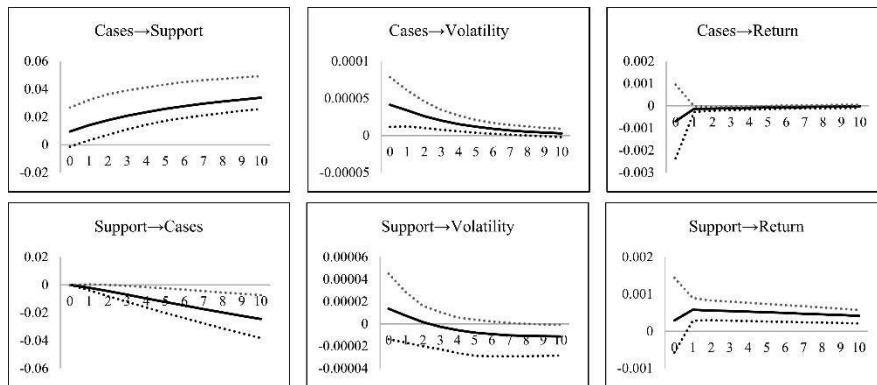 Cases→Support
0.06
0.04
0.02
0
-0.02
0 1 2 3 4 5 6 7 8 9 10
Cases→Volatility
0.0001
0.00005
0
-0.00005
0 1 2 3 4 5 6 7 8 9 10
Cases→Return
0.002
0.001
0
-0.001
-0.002
-0.003
0 1 2 3 4 5 6 7 8 9 10
Support→Cases
0.02
0
-0.02
-0.04
-0.06
0 1 2 3 4 5 6 7 8 9 10
Support→Volatility
0.00006
0.00004
0.00002
0
-0.00002
-0.00004
0 1 2 3 4 5 6 7 8 9 10
Support→Return
0.002
0.001
0
-0.001
0 1 2 3 4 5 6 7 8 9 10